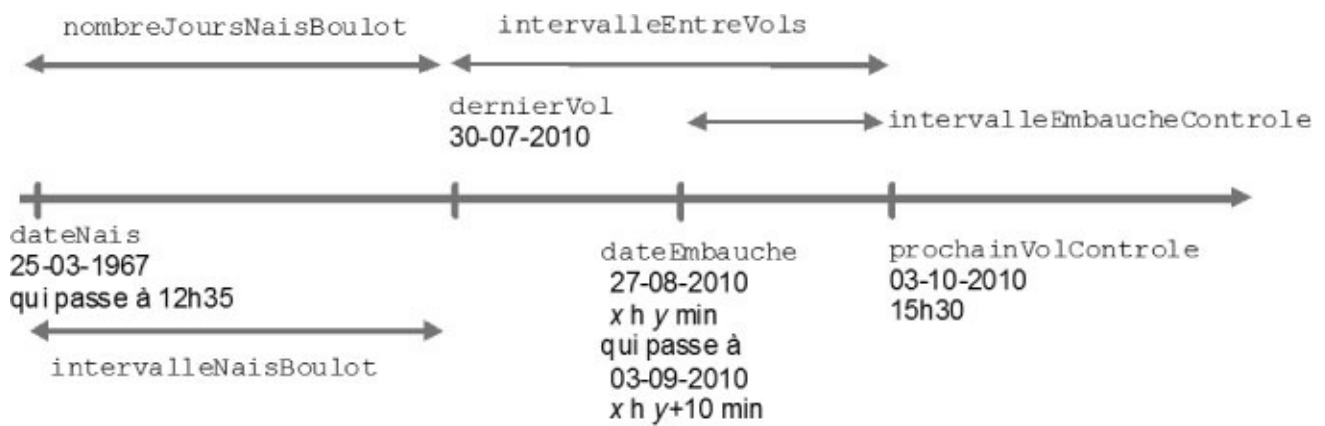 nombreJoursNaisBoulot
intervalleEntreVols
dernierVol
30-07-2010
intervalleEmbaucheControle
dateNais
25-03-1967
qui passe à 12h35
intervalleNaisBoulot
dateEmbauche
27-08-2010
x h y min
qui passe à
03-09-2010
x h y+10 min
prochainVolControle
03-10-2010
15h30